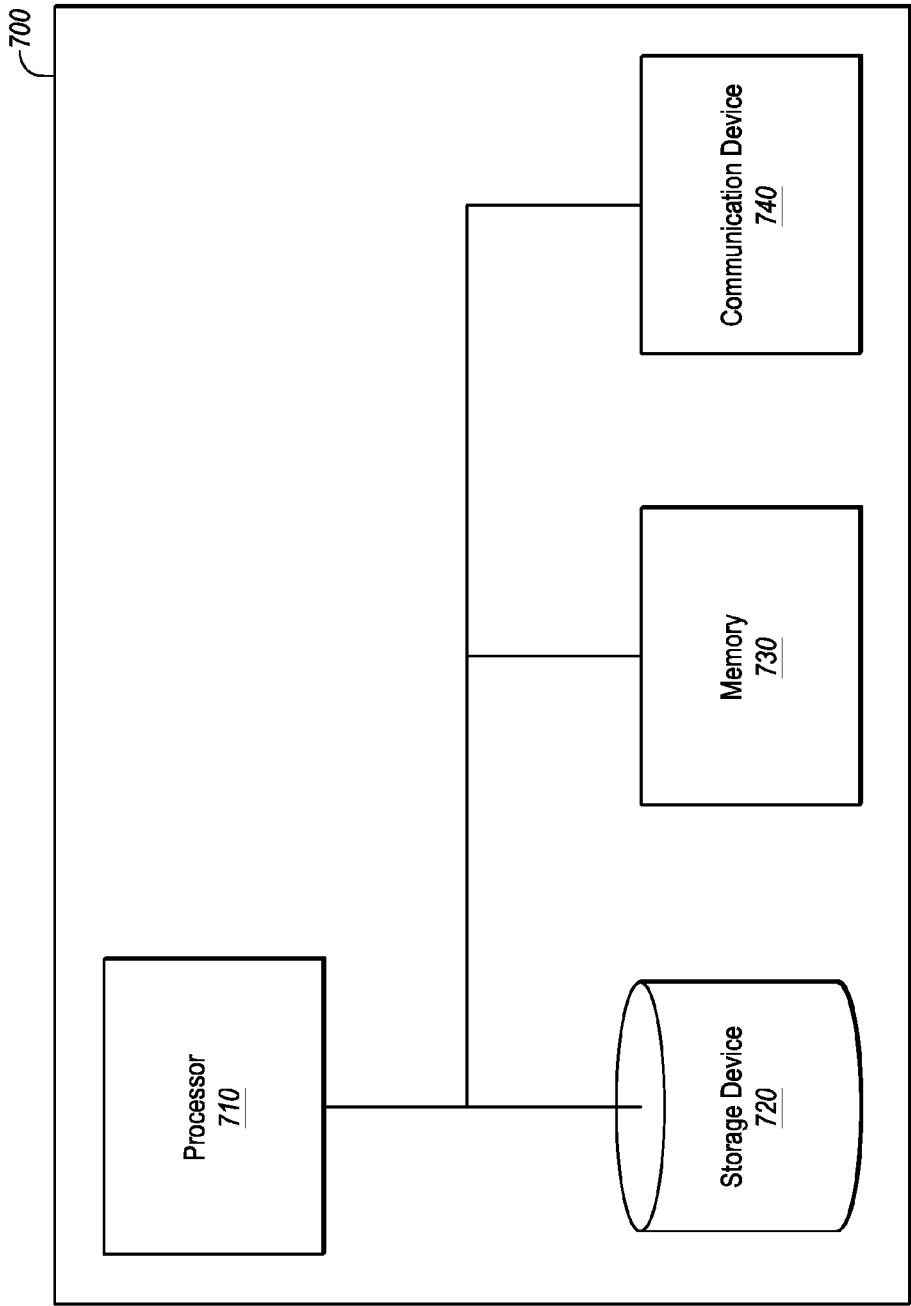 700
Processor
710
Storage Device
720
Memory
730
Communication Device
740